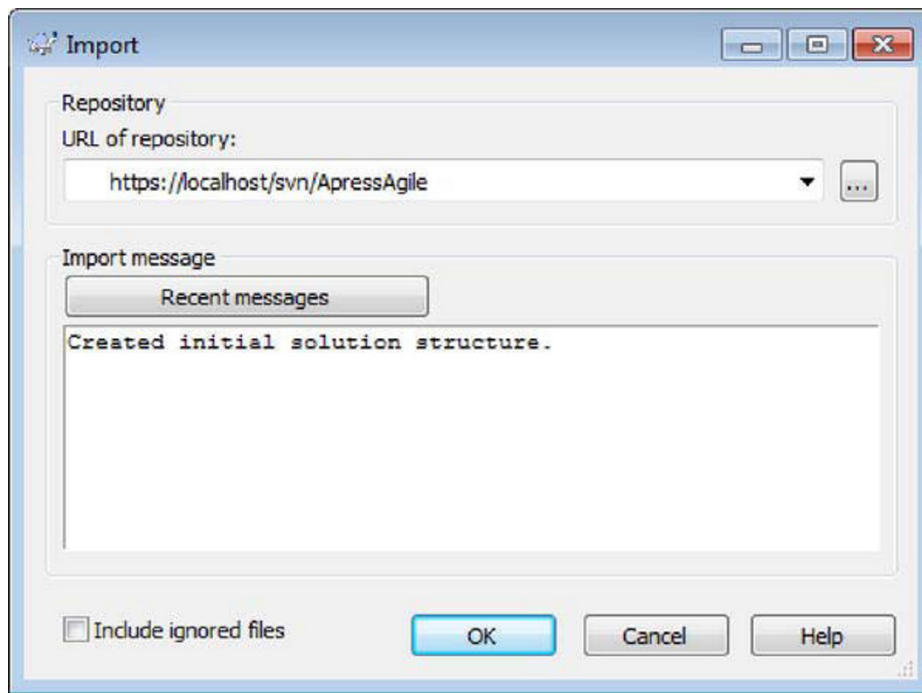 Import
Repository
URL of repository:
https://localhost/svn/ApressAgile
...
Import message
Recent messages
Created initial solution structure.
Include ignored files
OK
Cancel
Help